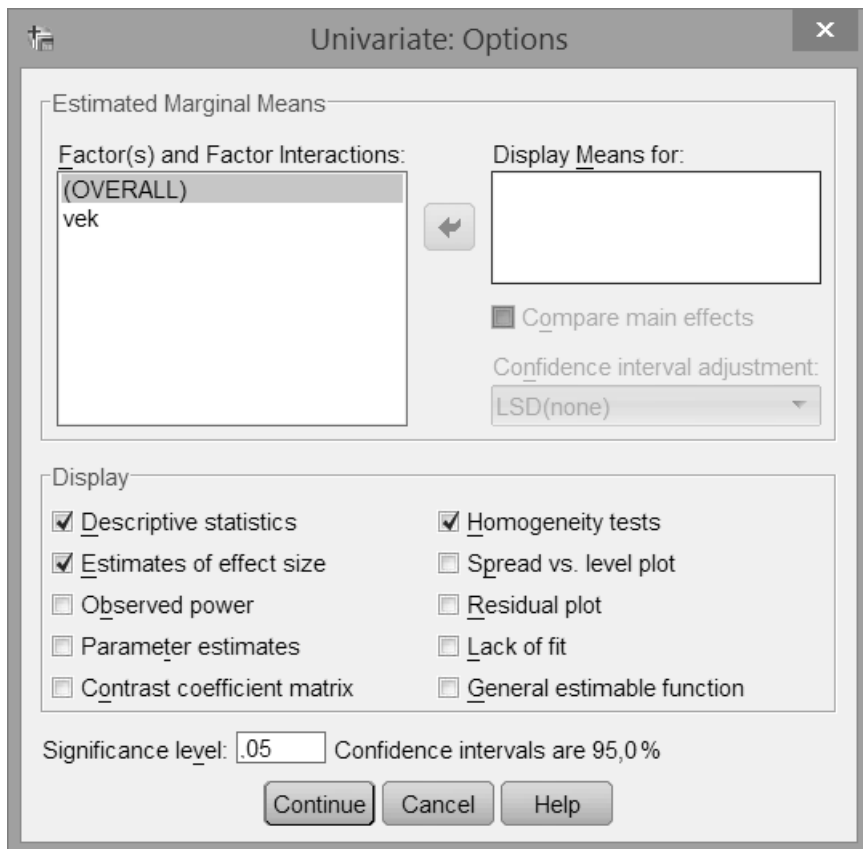 Univariate: Options
Estimated Marginal Means
Factor(s) and Factor Interactions:
(OVERALL)
vek
Display Means for:
Compare main effects
Confidence interval adjustment:
LSD(none)
Display
Descriptive statistics
Homogeneity tests
Estimates of effect size
Spread vs. level plot
Observed power
Residual plot
Parameter estimates
Lack of fit
Contrast coefficient matrix
General estimable function
Significance level: .05 Confidence intervals are 95,0 %
Continue Cancel Help